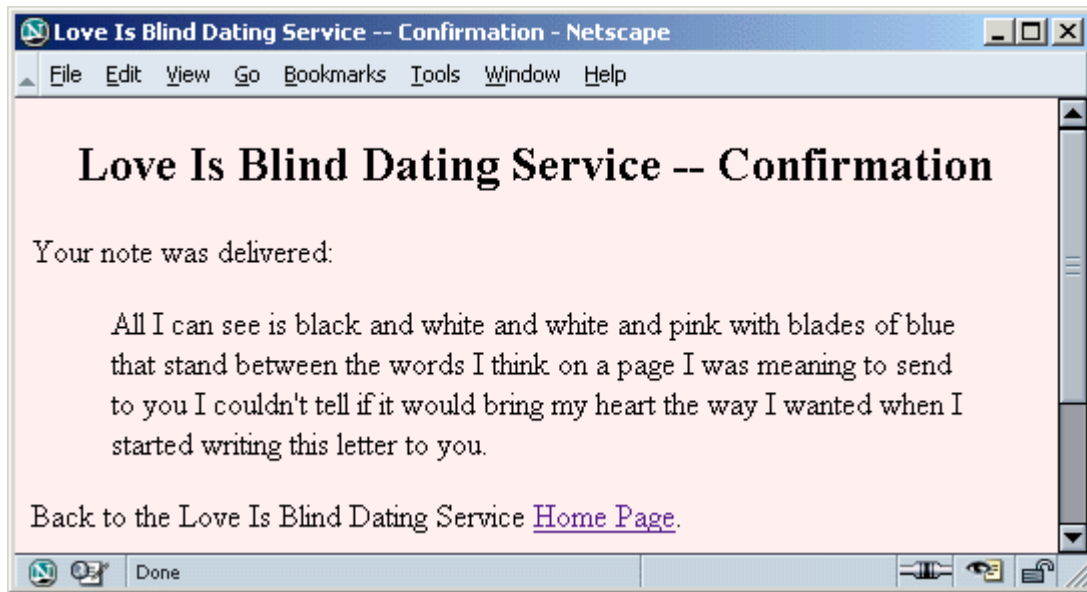 Love Is Blind Dating Service -- Confirmation - Netscape
File Edit View Go Bookmarks Tools Window Help
Love Is Blind Dating Service -- Confirmation
Your note was delivered:
All I can see is black and white and white and pink with blades of blue
that stand between the words I think on a page I was meaning to send
to you I couldn't tell if it would bring my heart the way I wanted when I
started writing this letter to you.
Back to the Love Is Blind Dating Service Home Page.
Done